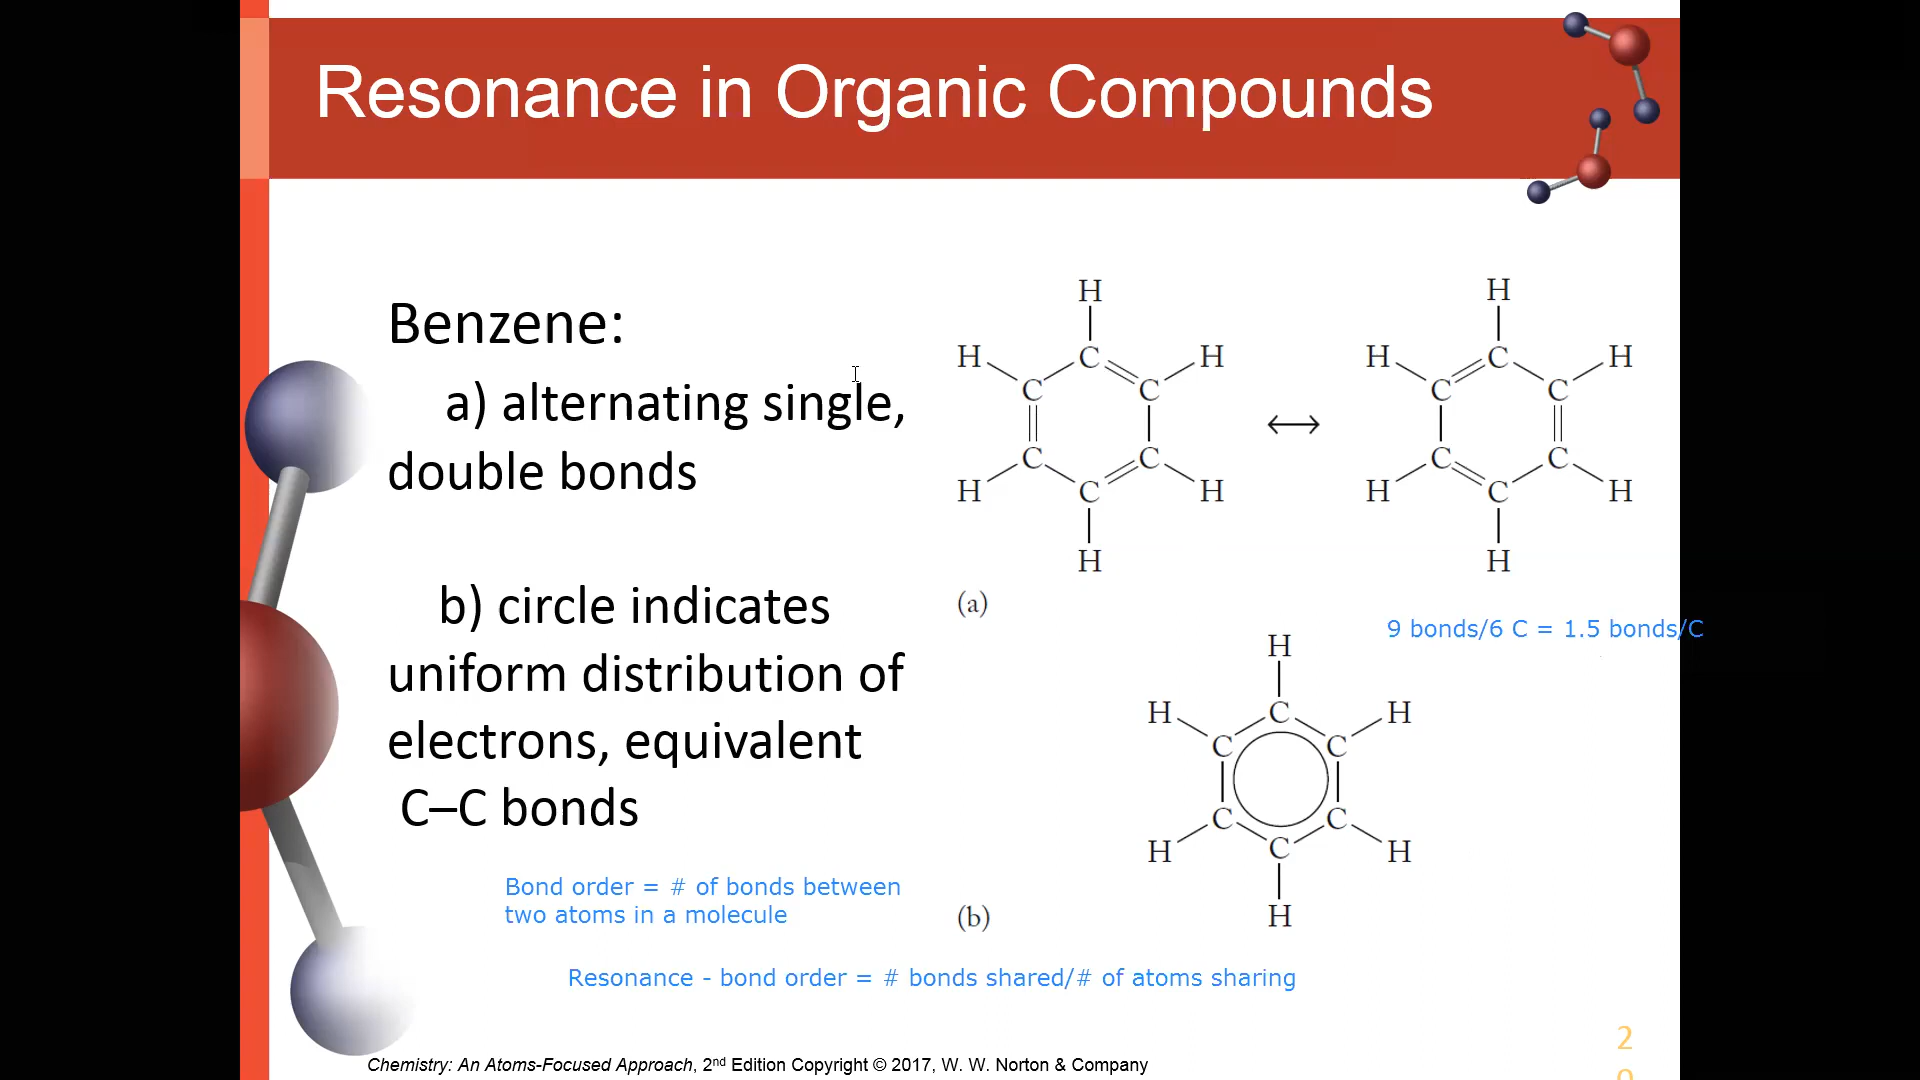 Resonance in Organic Compounds
Benzene:
a) alternating single,
double bonds
b) circle indicates
uniform distribution of
electrons, equivalent
C–C bonds
Bond order = # of bonds between
two atoms in a molecule
Resonance - bond order = # bonds shared/# of atoms sharing
H
H H
C
C C
C C
C
H H
H
H
H H
C
C C
C C
C
H H
H
(a)
9 bonds/6 C = 1.5 bonds/C
H
H H
C
C C
C C
C
H H
H
(b)
Chemistry: An Atoms-Focused Approach, 2nd Edition Copyright © 2017, W. W. Norton & Company
2